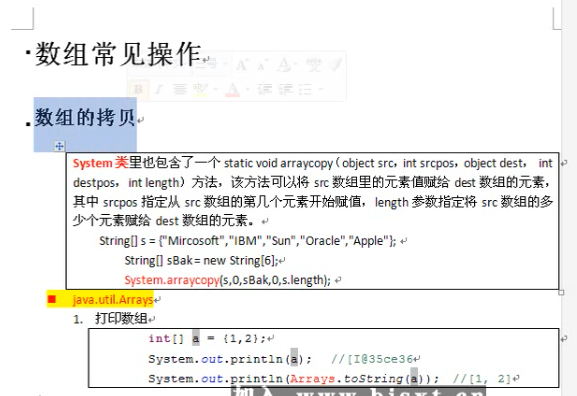 数组常见操作
数组的拷贝
System 类里也包含了一个 static void arraycopy(object src，int srcpos，object dest， int
destpos，int length）方法，该方法可以将 src 数组里的元素值赋给 dest 数组的元素，
其中 srcpos 指定从 src 数组的第几个元素开始赋值，length 参数指定将 src 数组的多
少个元素赋给 dest 数组的元素。
String[] s = {"Mircosoft","IBM","Sun","Oracle","Apple"};
String[] sBak = new String[6];
System.arraycopy(s,0,sBak,0,s.length);
java.util.Arrays
1. 打印数组
int[] a = {1,2};
System.out.println(a); //[I@35ce36
System.out.println(Arrays.toString(a)); //[1, 2]